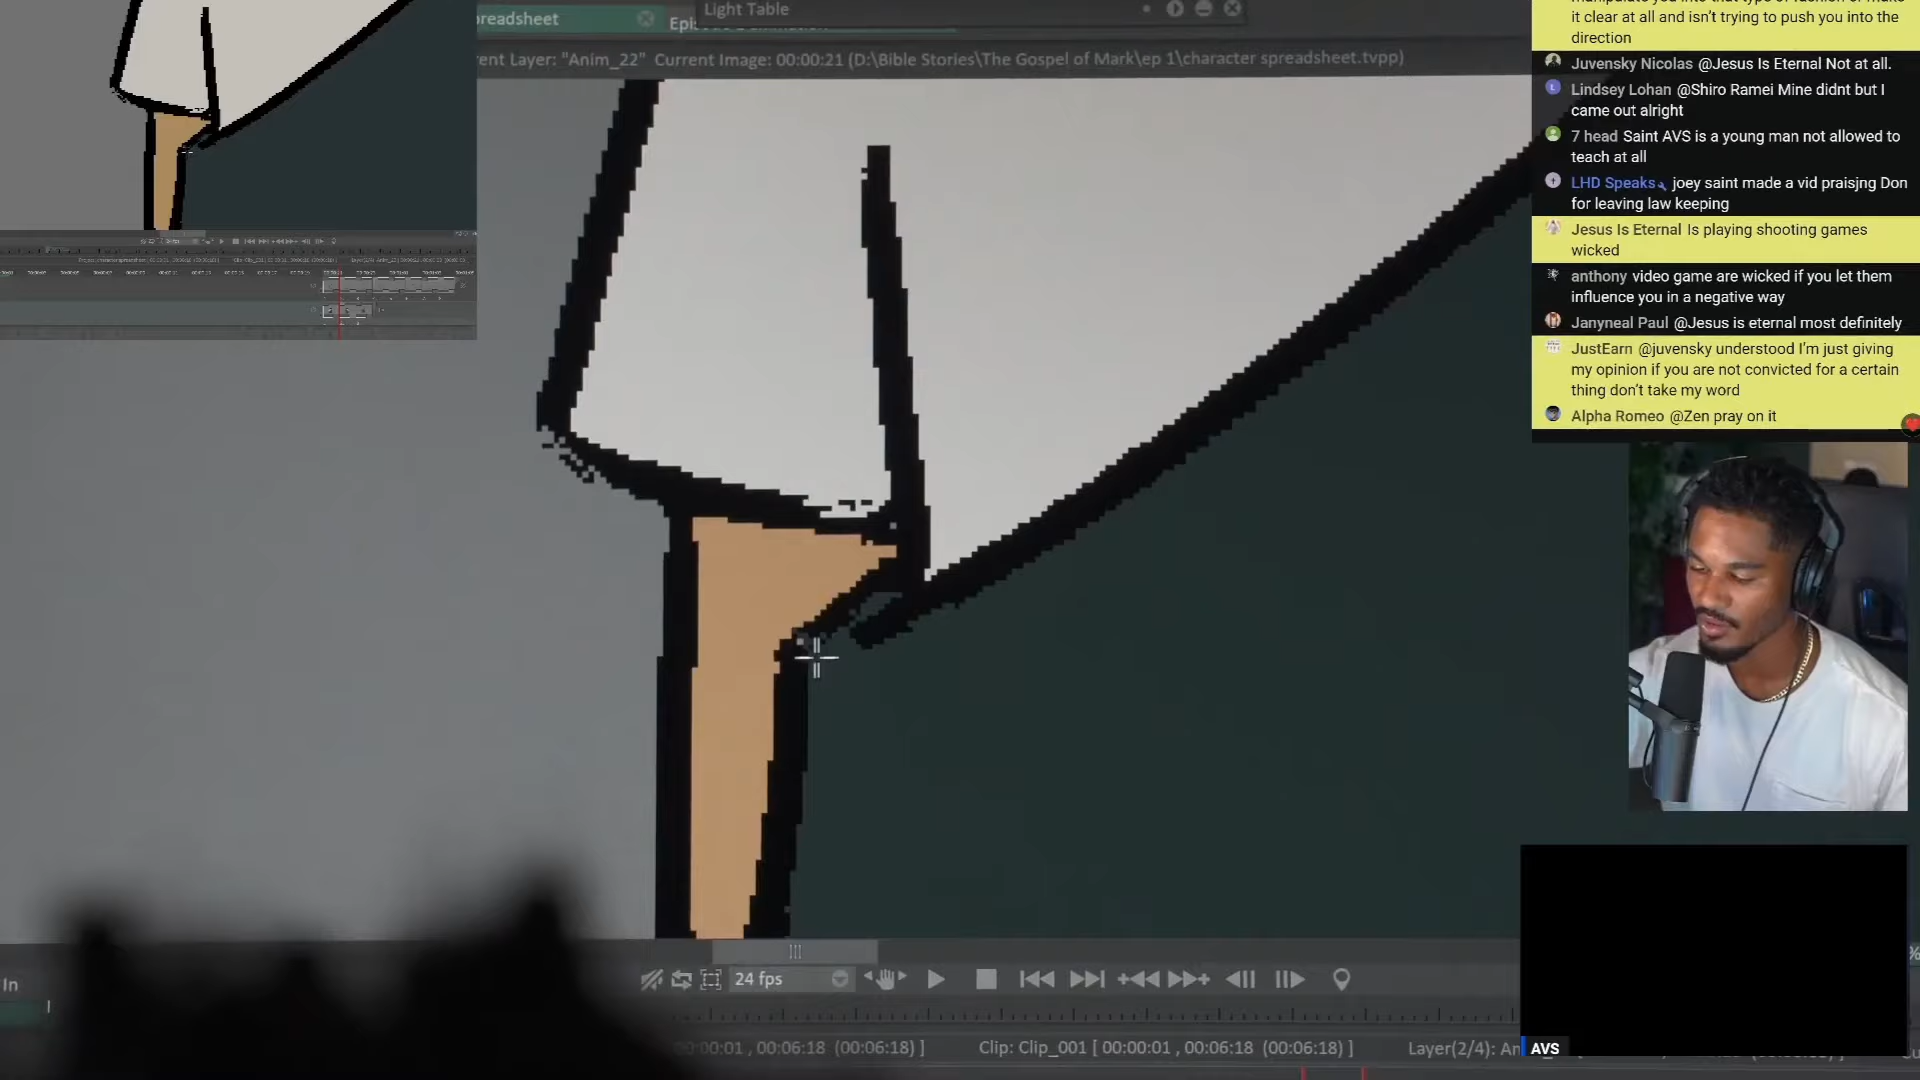 preadsheet
Light Table
rent Layer: "Anim_22" Current Image: 00:00:21 (D:\Bible Stories\The Gospel of Mark\ep 1\character spreadsheet.tvpp)
it clear at all and isn't trying to push you into the
direction
Juvensky Nicolas @Jesus Is Eternal Not at all.
Lindsey Lohan @Shiro Ramei Mine didnt but I
came out alright
7 head Saint AVS is a young man not allowed to
teach at all
LHD Speaks joey saint made a vid praisjng Don
for leaving law keeping
Jesus Is Eternal Is playing shooting games
wicked
anthony video game are wicked if you let them
influence you in a negative way
Janyneal Paul @Jesus is eternal most definitely
JustEarn @juvensky understood I'm just giving
my opinion if you are not convicted for a certain
thing don't take my word
Alpha Romeo @Zen pray on it
In
24 fps
00:00:01 , 00:06:18 (00:06:18) ]
Clip: Clip_001 [ 00:00:01 , 00:06:18 (00:06:18) ]
Layer(2/4): An
AVS